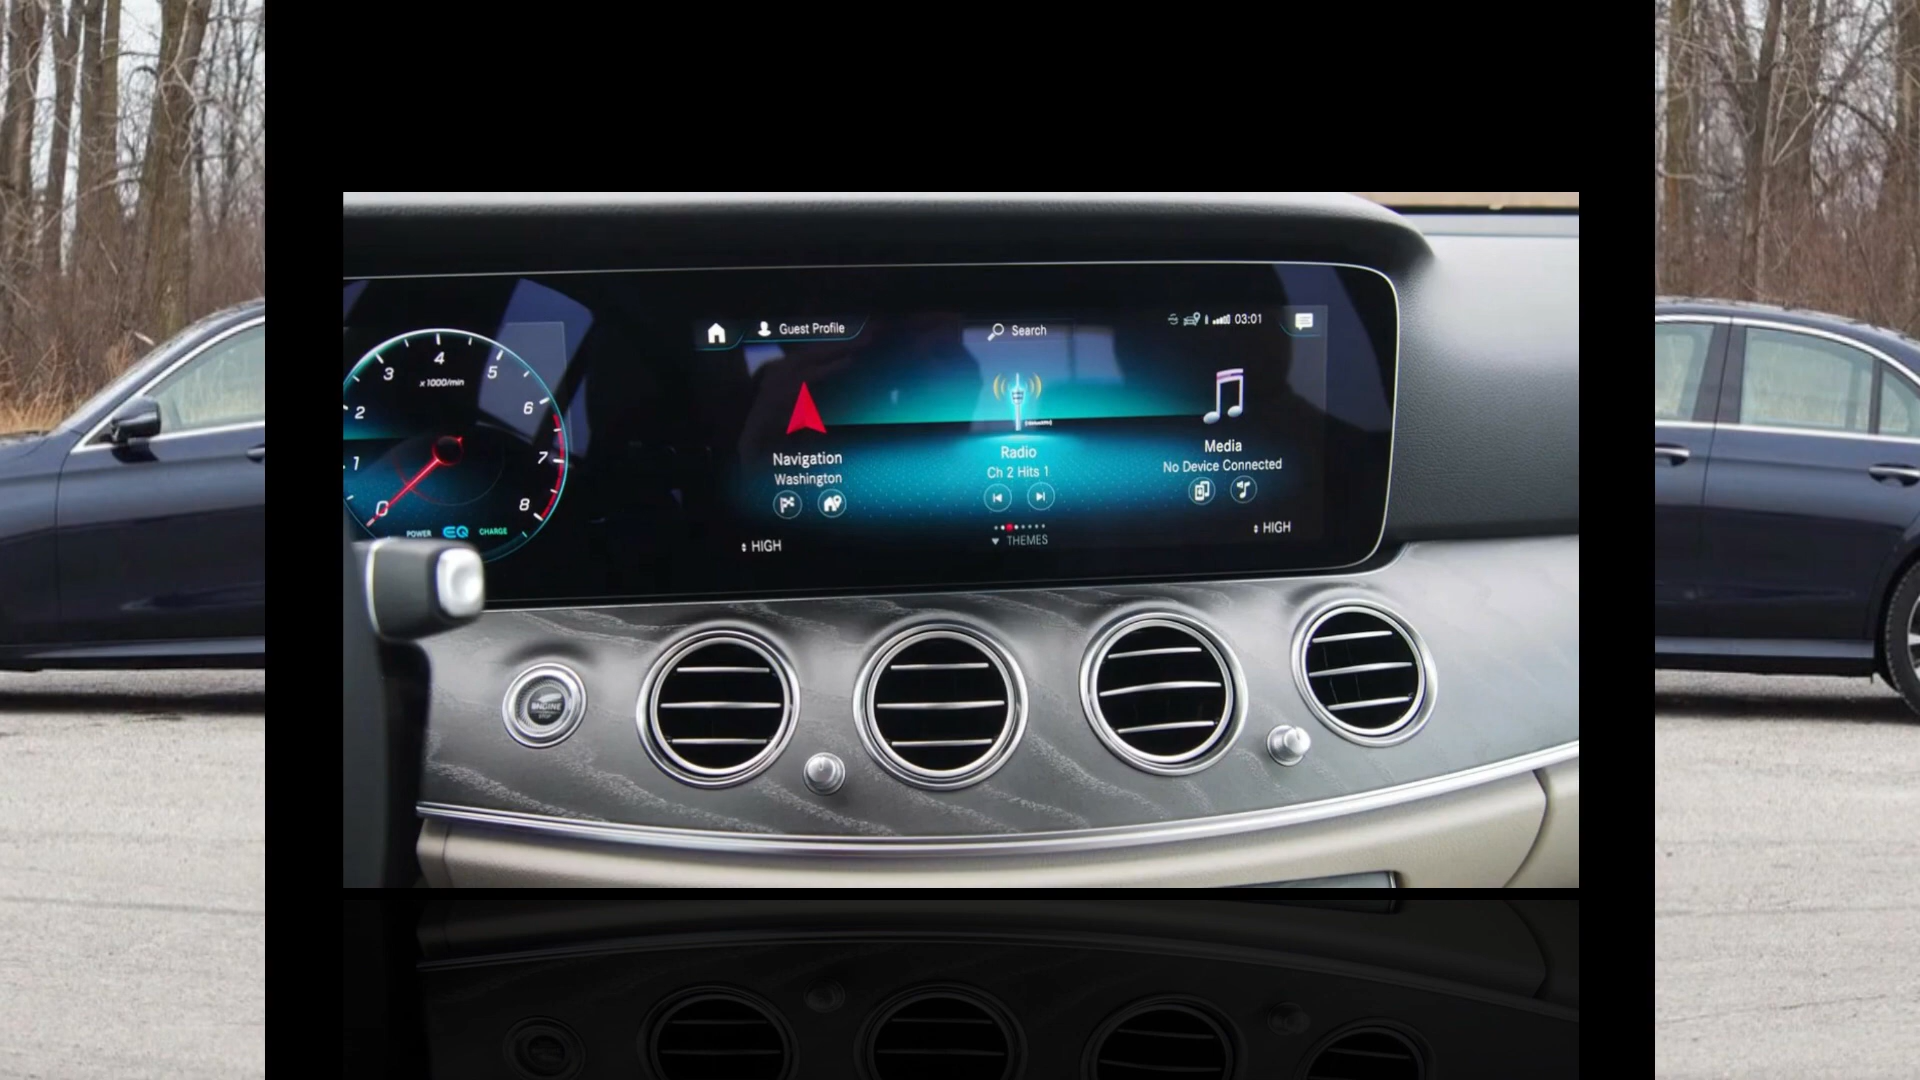 Guest Profile
Search
03:01
4
3
5
x1000/min
2
6
1
7
0
8
POWER
EQ
CHARGE
Navigation
Washington
Radio
Ch 2 Hits 1
Media
No Device Connected
HIGH
THEMES
HIGH
ENGINE